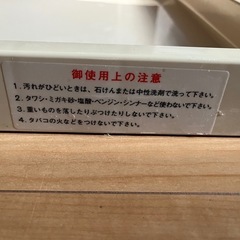 御使用上の注意
1. 汚れがひどいときは、石けんまたは中性洗剤で洗って下さい。
2. タワシ・ミガキ砂・塩酸・ベンジン・シンナーなど使わないで下さい。
3. 重いものを落したりぶつけたりしないで下さい。
4. タバコの火などをつけないで下さい。